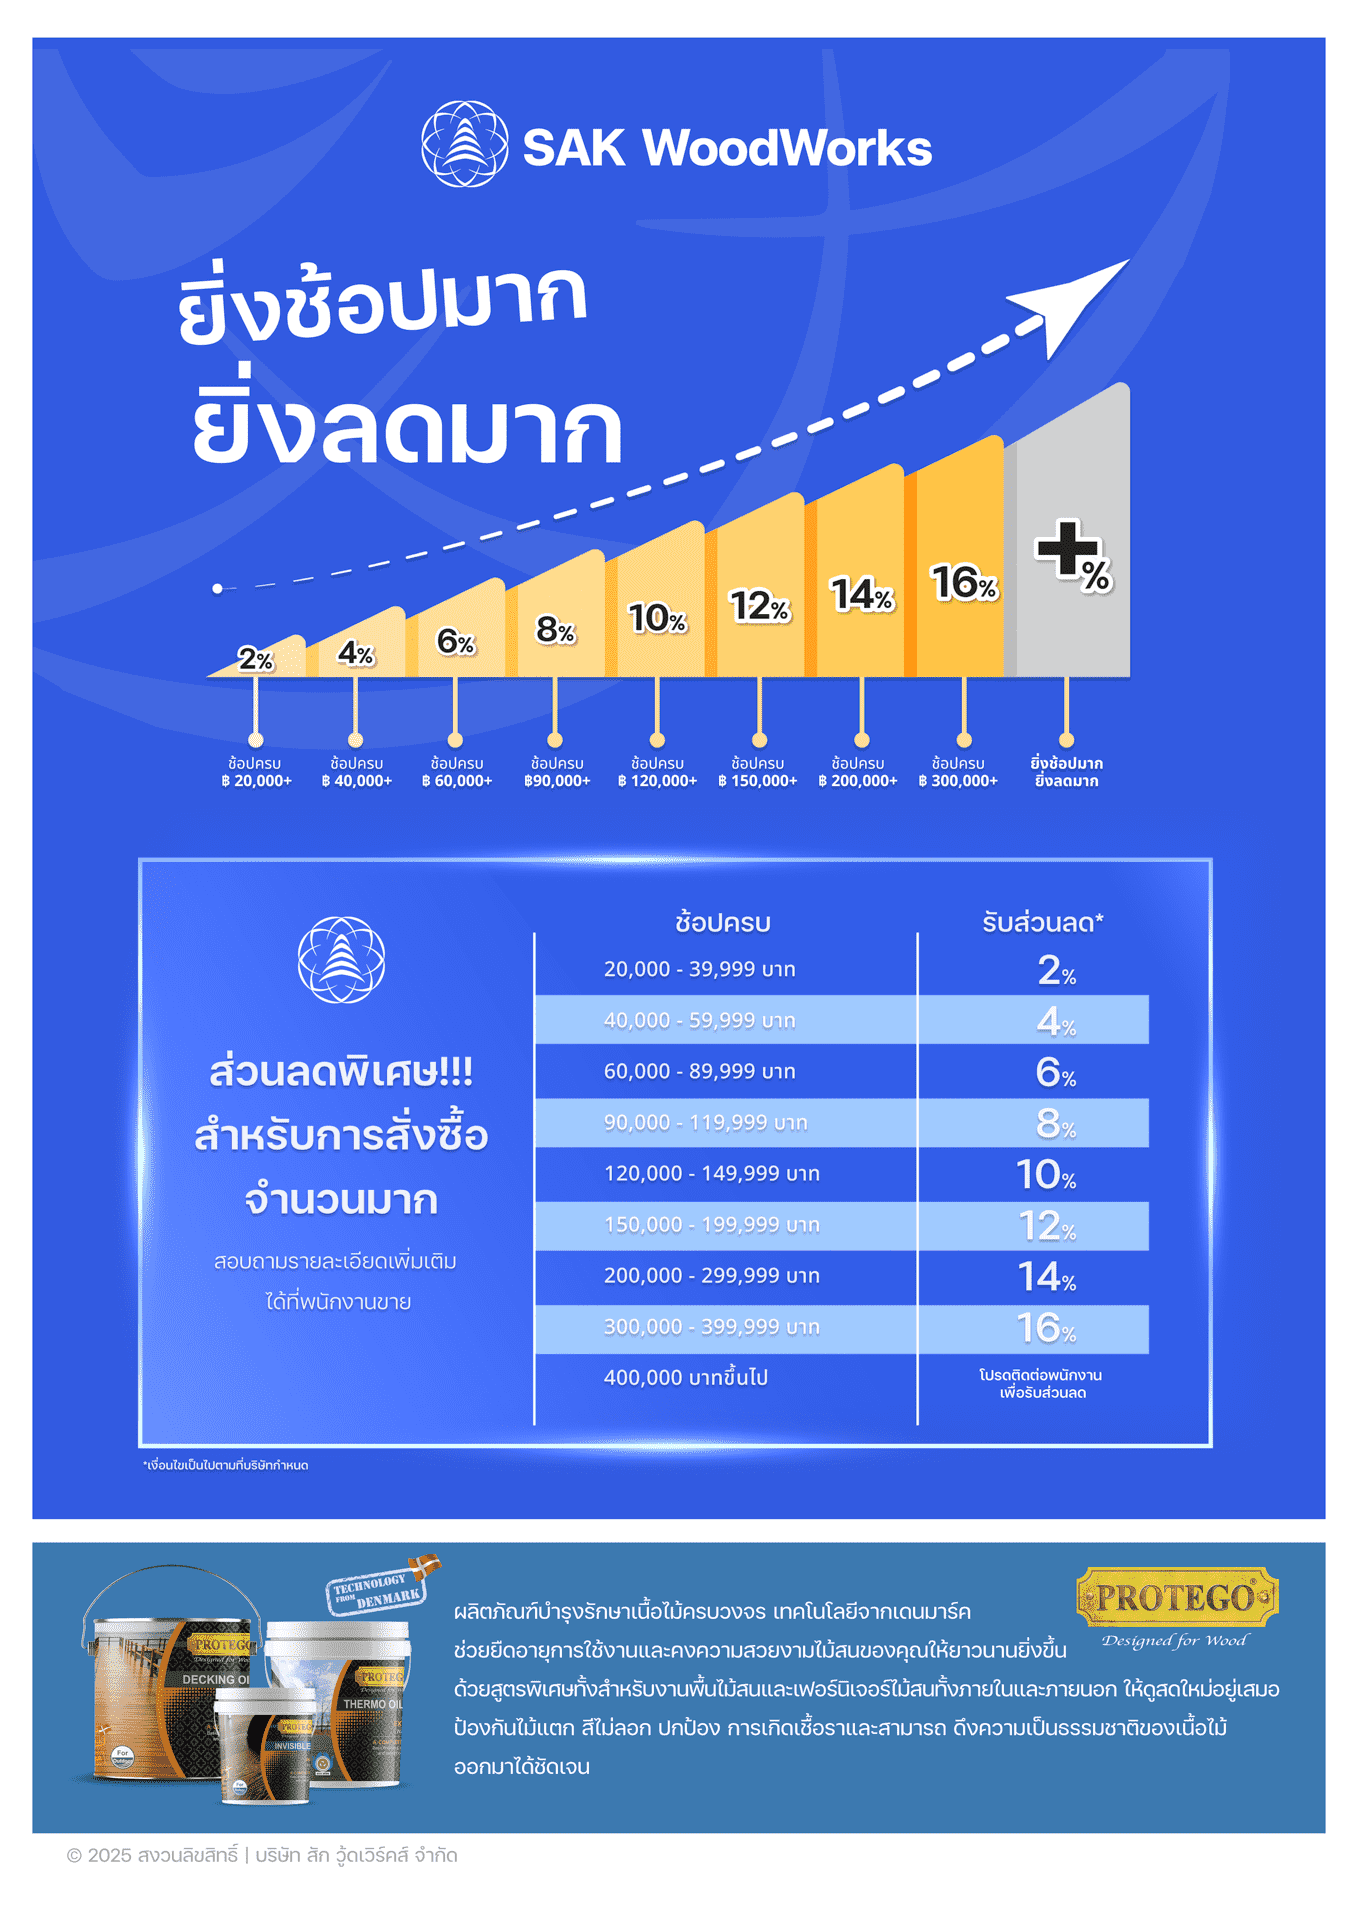 SAK WoodWorks
ยิ่งช้อปมาก
ยิ่งลดมาก
2%
4%
6%
8%
10%
12%
14%
16%
+%
ช้อปครบ
฿ 20,000+
ช้อปครบ
฿ 40,000+
ช้อปครบ
฿ 60,000+
ช้อปครบ
฿90,000+
ช้อปครบ
฿ 120,000+
ช้อปครบ
฿ 150,000+
ช้อปครบ
฿ 200,000+
ช้อปครบ
฿ 300,000+
ยิ่งช้อปมาก
ยิ่งลดมาก
ส่วนลดพิเศษ!!!
สำหรับการสั่งซื้อ
จำนวนมาก
สอบถามรายละเอียดเพิ่มเติม
ได้ที่พนักงานขาย
ช้อปครบ รับส่วนลด*
20,000 - 39,999 บาท 2%
40,000 - 59,999 บาท 4%
60,000 - 89,999 บาท 6%
90,000 - 119,999 บาท 8%
120,000 - 149,999 บาท 10%
150,000 - 199,999 บาท 12%
200,000 - 299,999 บาท 14%
300,000 - 399,999 บาท 16%
400,000 บาทขึ้นไป โปรดติดต่อพนักงาน
เพื่อรับส่วนลด
*เงื่อนไขเป็นไปตามที่บริษัทกำหนด
TECHNOLOGY
FROM DENMARK
PROTEGO
DECKING OI
PROTEG
THERMO OIL
PROTEG
INVISIBLE
For
Outdoor
PROTEGO®
Designed for Wood
ผลิตภัณฑ์บำรุงรักษาเนื้อไม้ครบวงจร เทคโนโลยีจากเดนมาร์ค
ช่วยยืดอายุการใช้งานและคงความสวยงามไม้สนของคุณให้ยาวนานยิ่งขึ้น
ด้วยสูตรพิเศษทั้งสำหรับงานพื้นไม้สนและเฟอร์นิเจอร์ไม้สนทั้งภายในและภายนอก ให้ดูสดใหม่อยู่เสมอ
ป้องกันไม้แตก สีไม่ลอก ปกป้อง การเกิดเชื้อราและสามารถ ดึงความเป็นธรรมชาติของเนื้อไม้
ออกมาได้ชัดเจน
© 2025 สงวนลิขสิทธิ์ | บริษัท สัก วู้ดเวิร์คส์ จำกัด